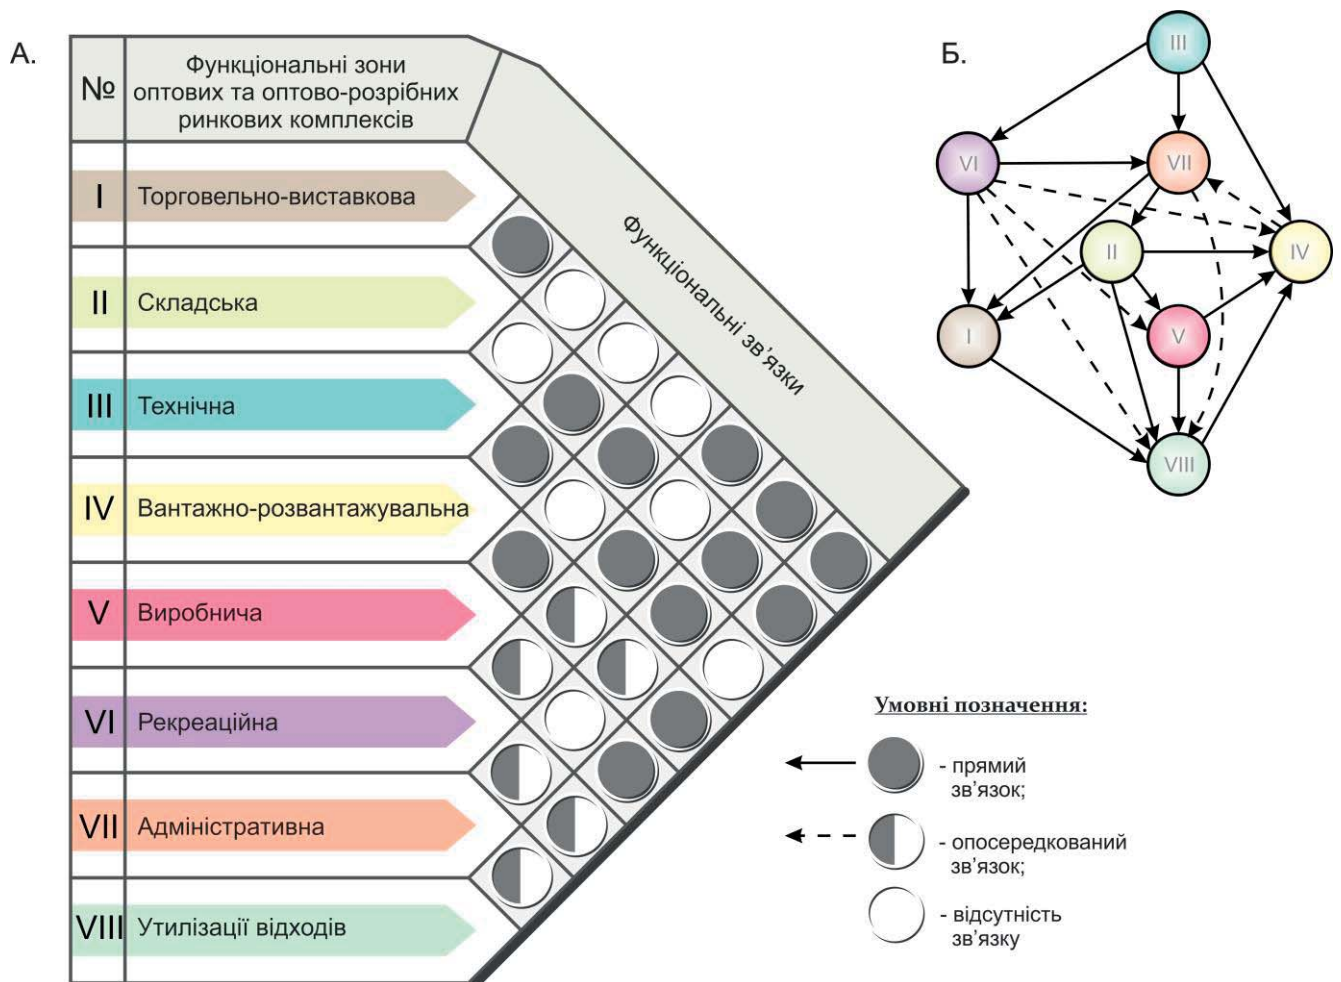 А.
№
Функціональні зони
оптових та оптово-розрібних
ринкових комплексів
Функціональні зв’язки
I
Торговельно-виставкова
II
Складська
III
Технічна
IV
Вантажно-розвантажувальна
V
Виробнича
VI
Рекреаційна
VII
Адміністративна
VIII
Утилізації відходів
Б.
III
VI
VII
II
IV
I
V
VIII
Умовні позначення:
- прямий
зв’язок;
- опосередкований
зв’язок;
- відсутність
зв’язку